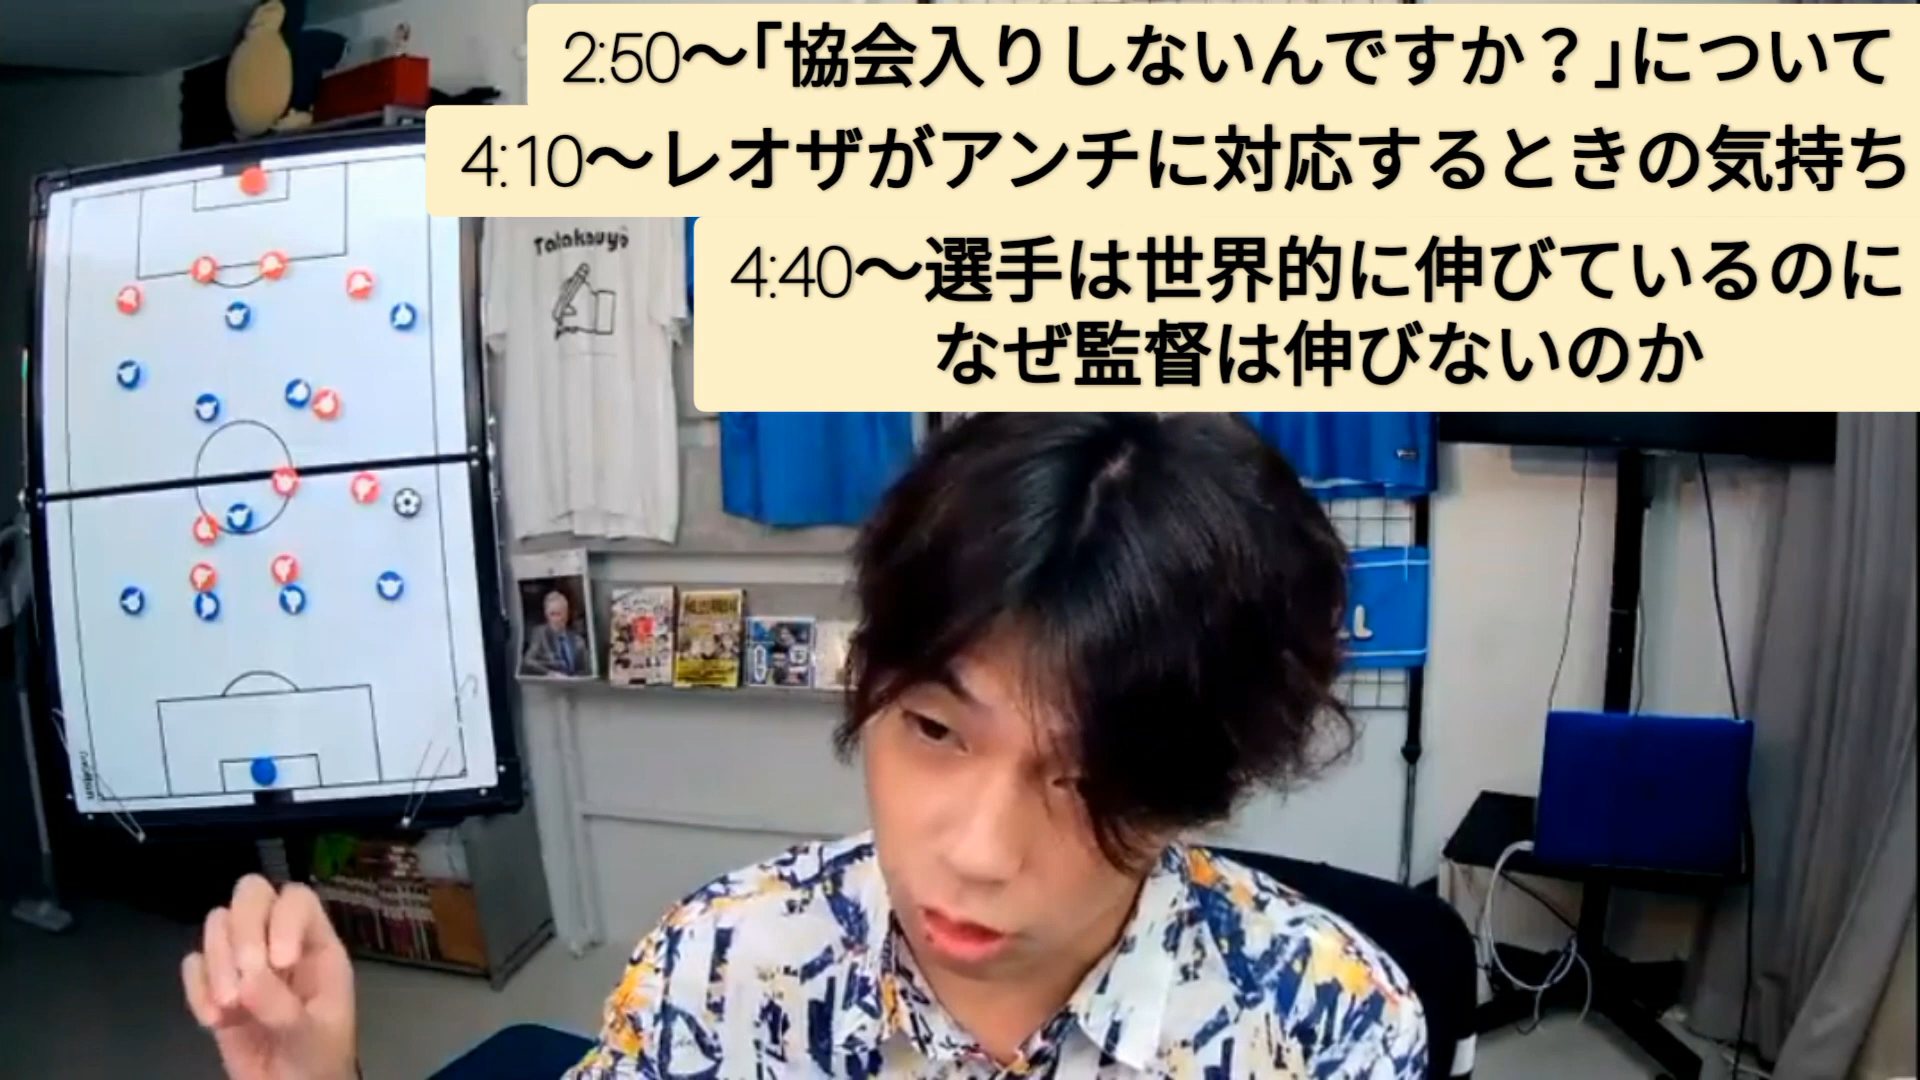 2:50〜「協会入りしないんですか？」について
4:10〜レオザがアンチに対応するときの気持ち
4:40〜選手は世界的に伸びているのに
なぜ監督は伸びないのか
Talakauyo